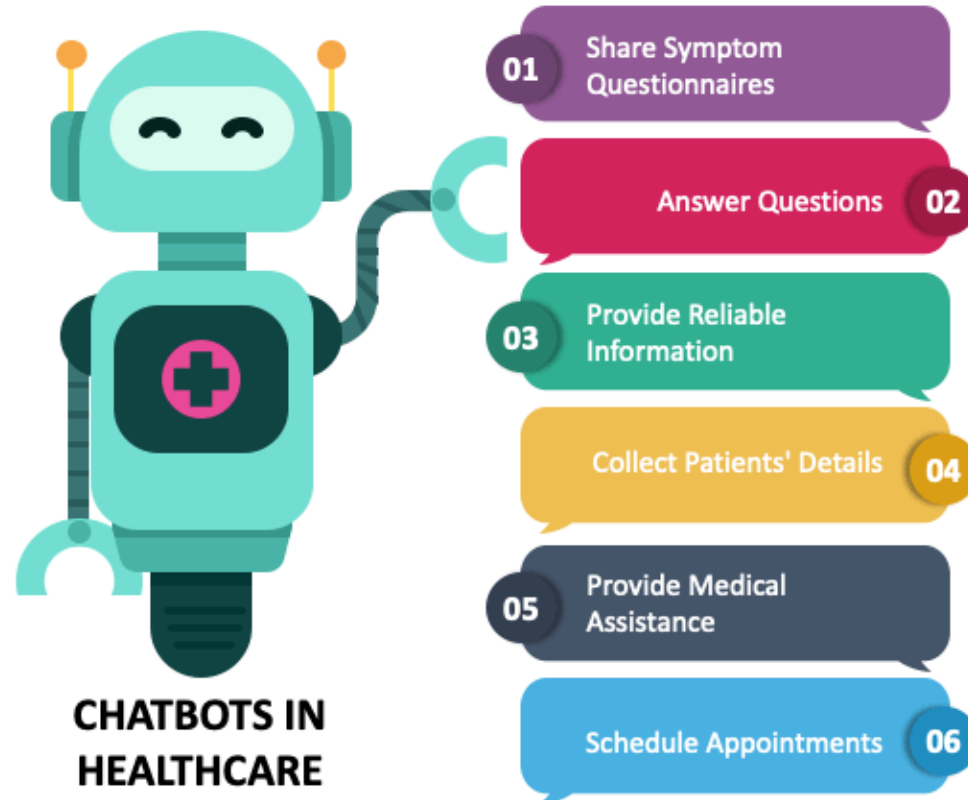 01
Share Symptom
Questionnaires
Answer Questions
02
03
Provide Reliable
Information
Collect Patients' Details
04
05
Provide Medical
Assistance
Schedule Appointments
06
CHATBOTS IN
HEALTHCARE